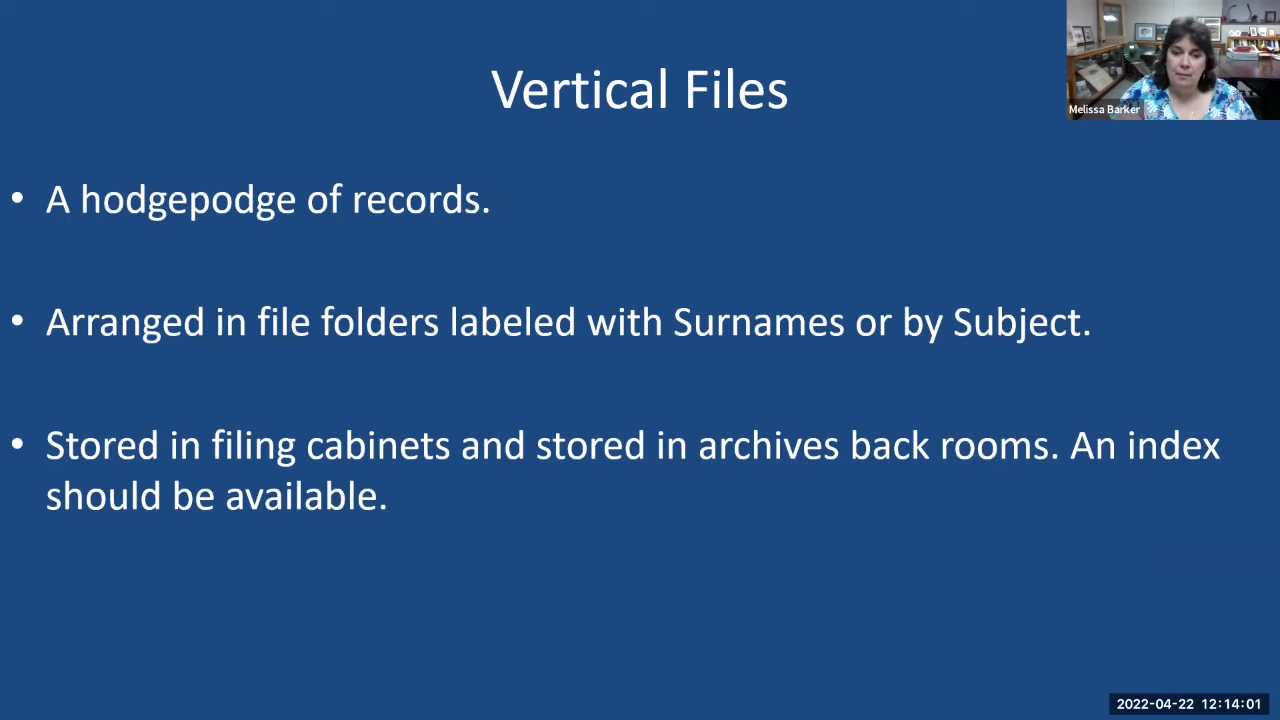 Vertical Files
Melissa Barker
• A hodgepodge of records.
• Arranged in file folders labeled with Surnames or by Subject.
• Stored in filing cabinets and stored in archives back rooms. An index
should be available.
2022-04-22 12:14:01